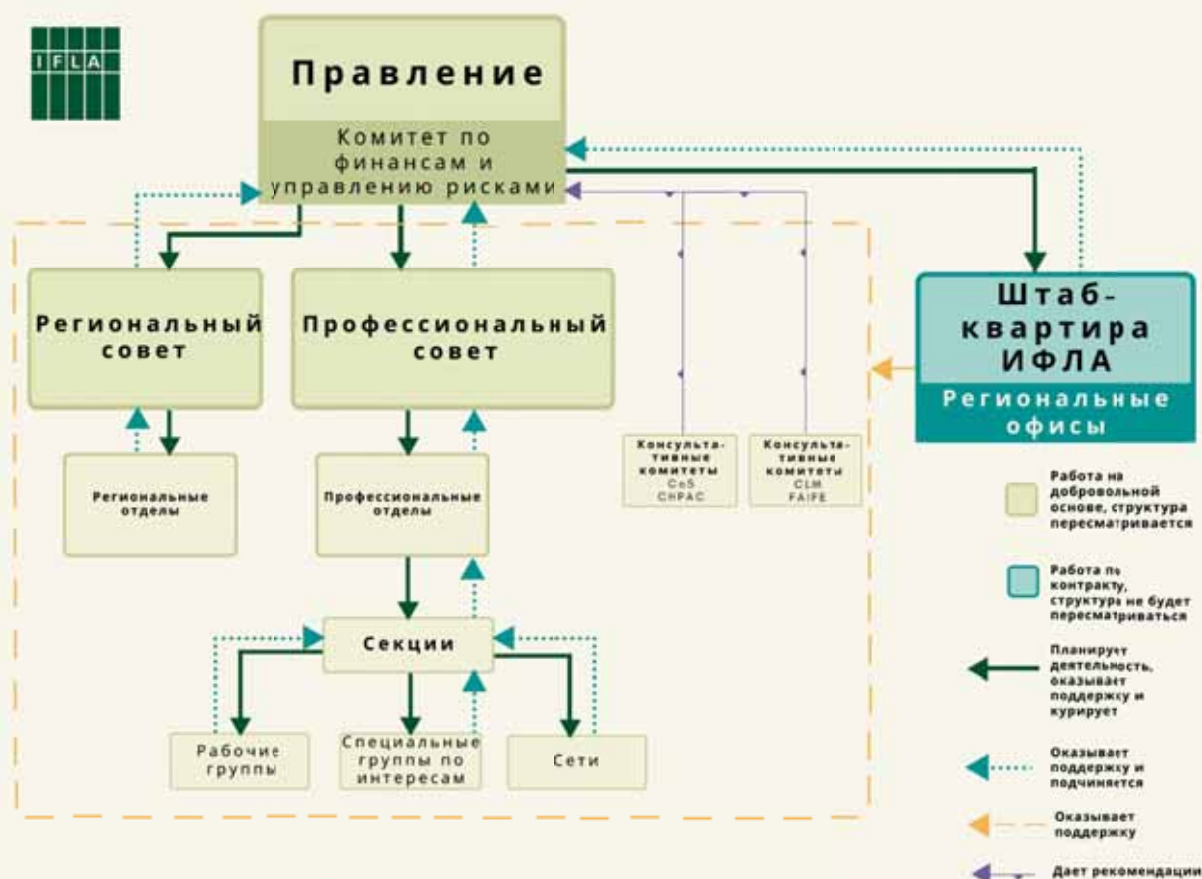 IFLA
Правление
Комитет по
финансам и
управлению рисками
Региональный
совет
Профессиональный
совет
Штаб-
квартира
ИФЛА
Региональные
офисы
Региональные
отделы
Профессиональные
отделы
Консульта-
тивные
комитеты
CoS
CHPAC
Консульта-
тивные
комитеты
CLM
FAIFE
Секции
Рабочие
группы
Специальные
группы по
интересам
Сети
Работа на
добровольной
основе, структура
пересматривается
Работа по
контракту,
структура не будет
пересматриваться
Планирует
деятельность,
оказывает
поддержку и
курирует
Оказывает
поддержку и
подчиняется
Оказывает
поддержку
Дает рекомендации